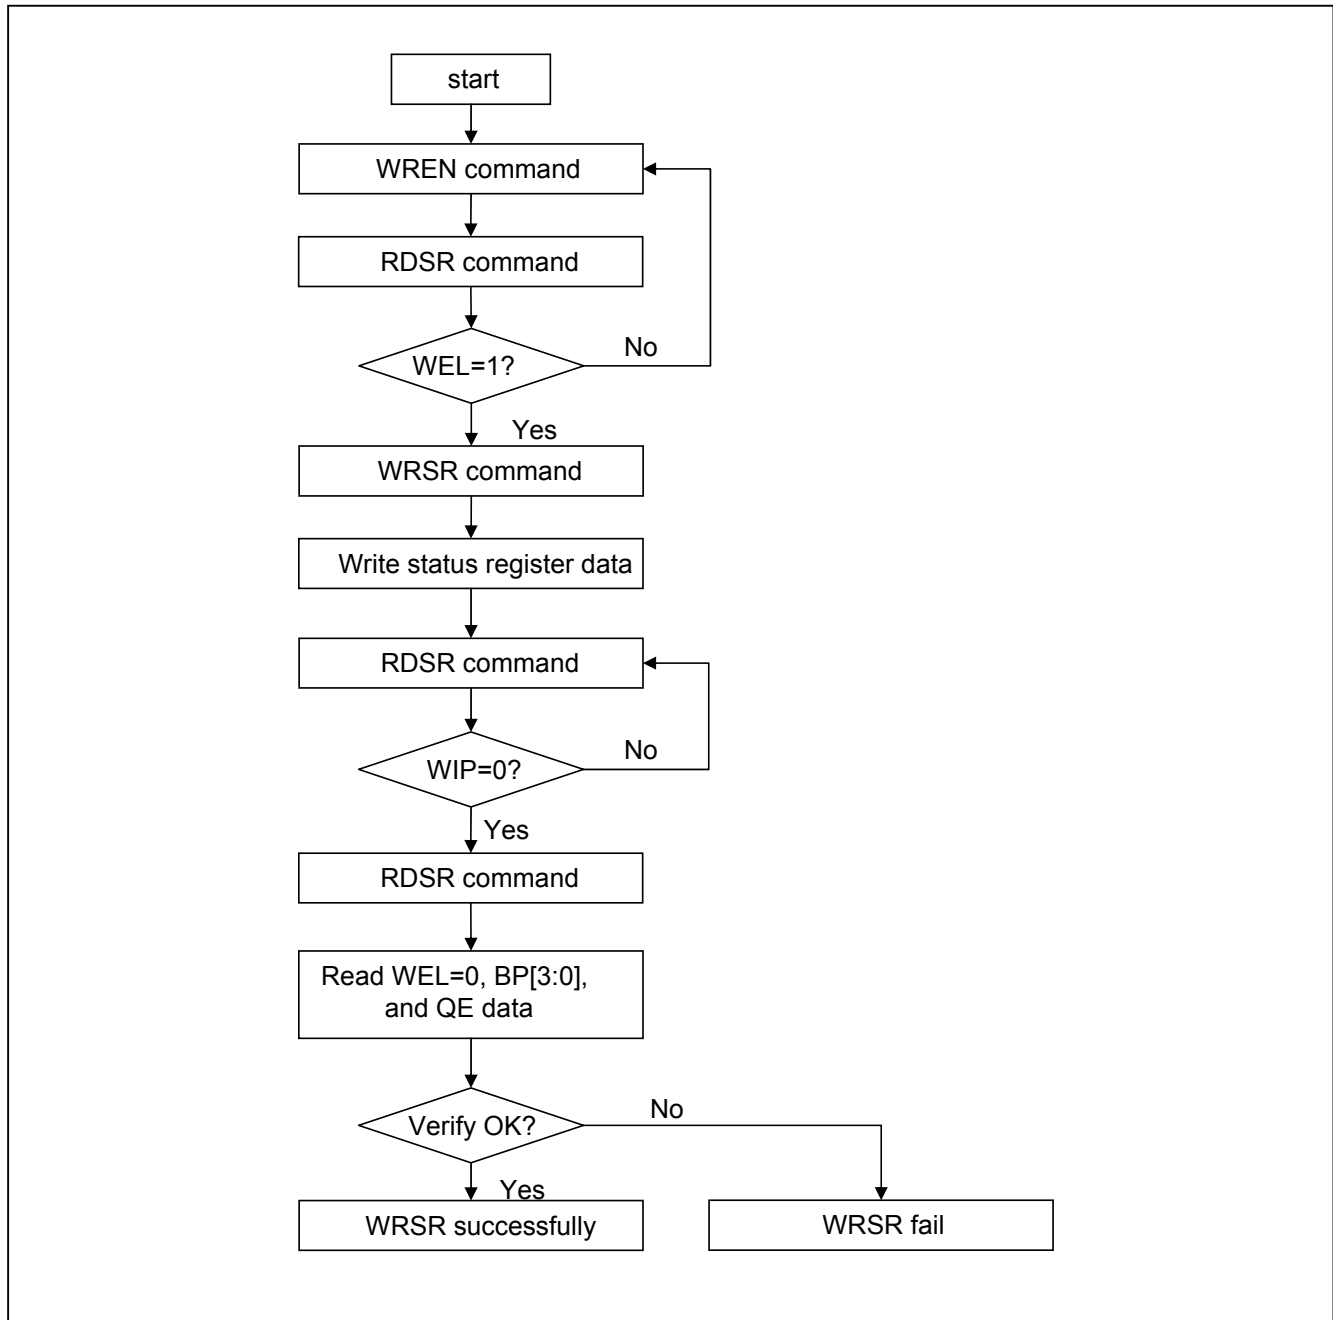 start
WREN command
RDSR command
WEL=1?
No
Yes
WRSR command
Write status register data
RDSR command
WIP=0?
No
Yes
RDSR command
Read WEL=0, BP[3:0],
and QE data
Verify OK?
No
Yes
WRSR successfully
WRSR fail